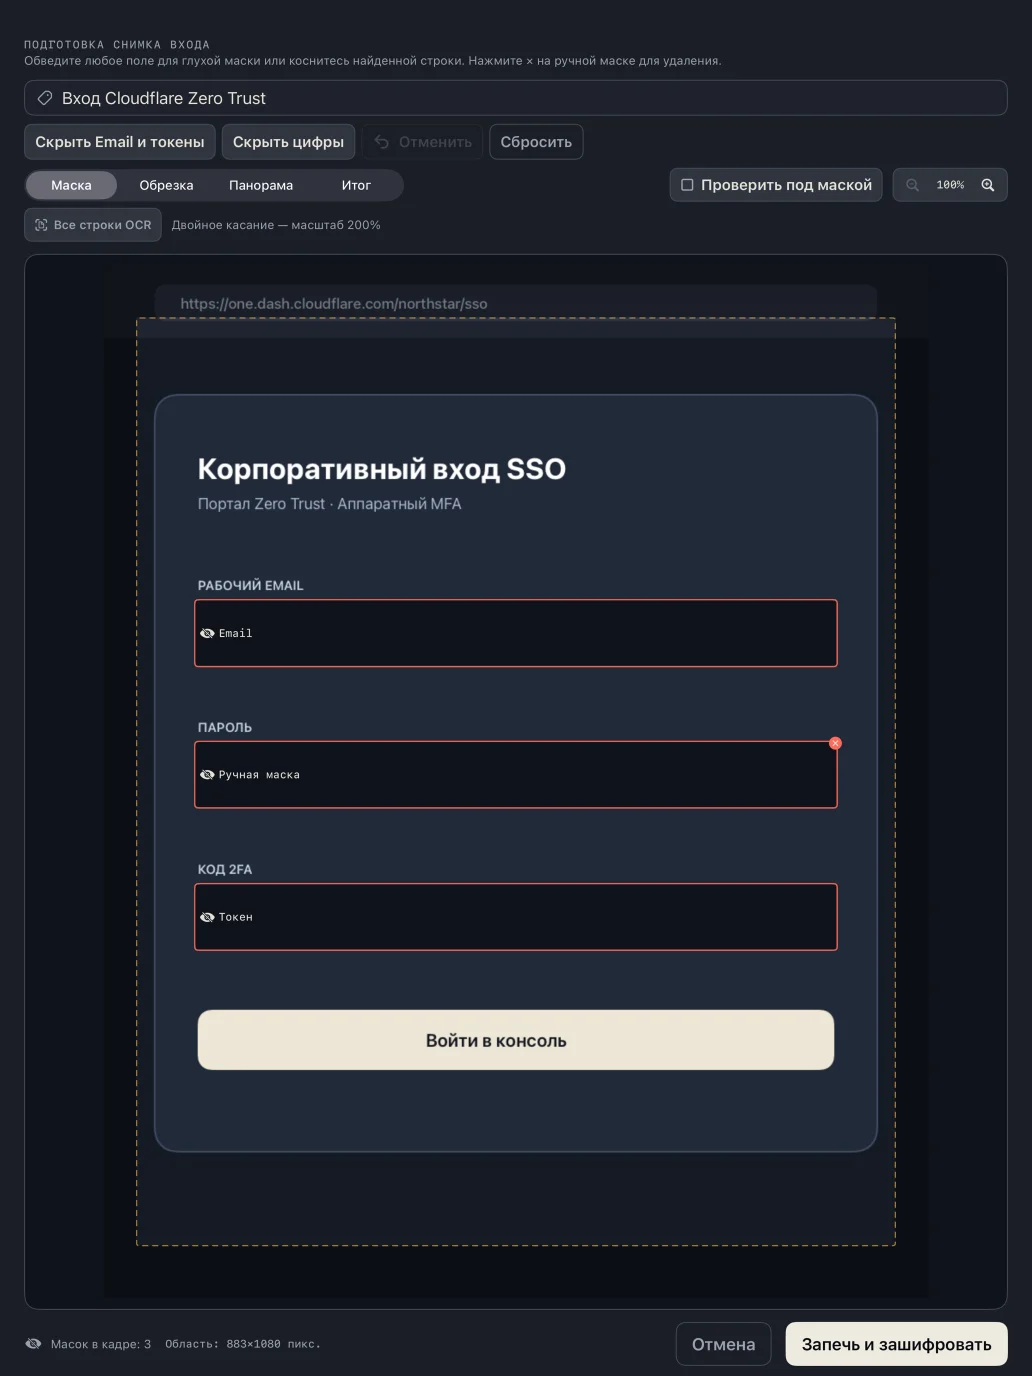 ПОДГОТОВКА СНИМКА ВХОДА
Обведите любое поле для глухой маски или коснитесь найденной строки. Нажмите × на ручной маске для удаления.
Вход Cloudflare Zero Trust
Скрыть Email и токены Скрыть цифры Отменить Сбросить
Маска Обрезка Панорама Итог Проверить под маской 100%
Все строки OCR Двойное касание — масштаб 200%
https://one.dash.cloudflare.com/northstar/sso
Корпоративный вход SSO
Портал Zero Trust · Аппаратный MFA
РАБОЧИЙ EMAIL
Email
ПАРОЛЬ
Ручная маска
КОД 2FA
Токен
Войти в консоль
Масок в кадре: 3 Область: 883×1080 пикс. Отмена Запечь и зашифровать